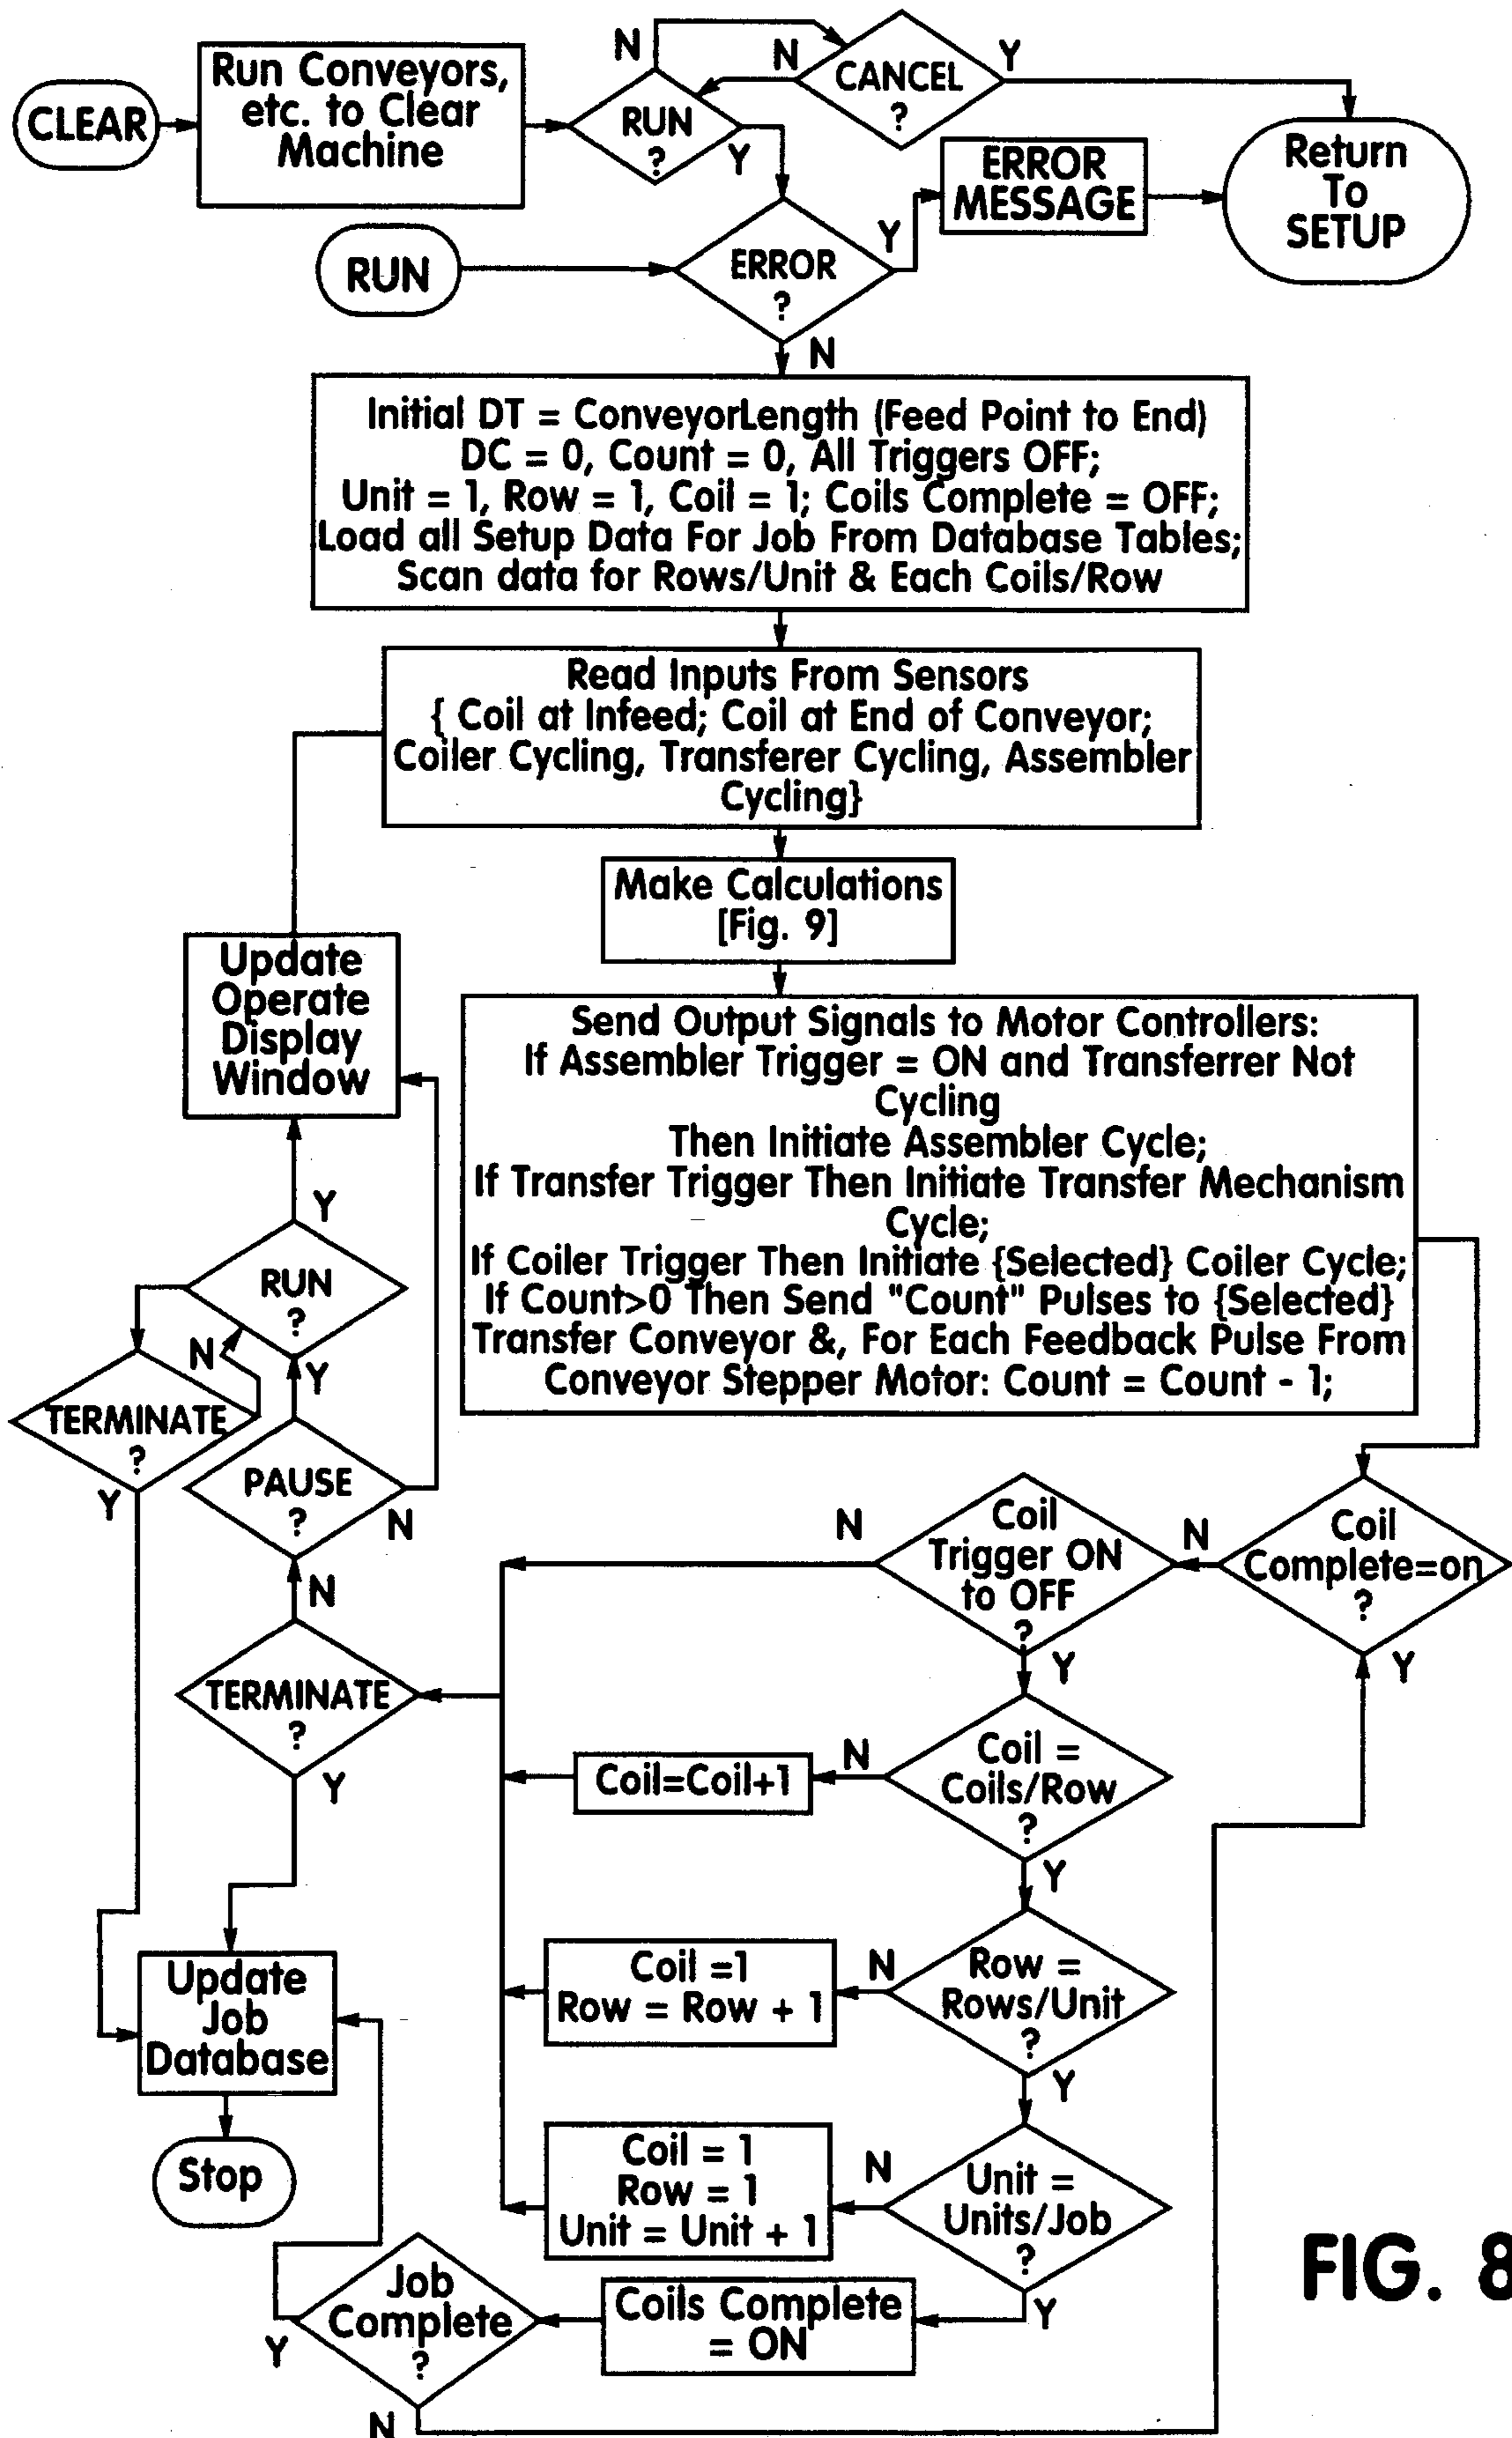 CLEAR
Run Conveyors,
etc. to Clear
Machine
N
RUN
?
Y
N
CANCEL
?
Y
Return
To
SETUP
ERROR
MESSAGE
RUN
ERROR
?
Y
N
Initial DT = ConveyorLength (Feed Point to End)
DC = 0, Count = 0, All Triggers OFF;
Unit = 1, Row = 1, Coil = 1; Coils Complete = OFF;
Load all Setup Data For Job From Database Tables;
Scan data for Rows/Unit & Each Coils/Row
Read Inputs From Sensors
{ Coil at Infeed; Coil at End of Conveyor;
Coiler Cycling, Transferer Cycling, Assembler
Cycling}
Make Calculations
[Fig. 9]
Send Output Signals to Motor Controllers:
If Assembler Trigger = ON and Transferrer Not
Cycling
Then Initiate Assembler Cycle;
If Transfer Trigger Then Initiate Transfer Mechanism
Cycle;
If Coiler Trigger Then Initiate {Selected} Coiler Cycle;
If Count>0 Then Send "Count" Pulses to {Selected}
Transfer Conveyor &, For Each Feedback Pulse From
Conveyor Stepper Motor: Count = Count - 1;
Update
Operate
Display
Window
Y
RUN
?
N
Y
TERMINATE
?
Y
PAUSE
?
N
N
TERMINATE
?
Y
Coil
Complete=on
?
N
Y
Coil
Trigger ON
to OFF
?
N
Y
Coil =
Coils/Row
?
N
Coil=Coil+1
Y
Row =
Rows/Unit
?
N
Coil =1
Row = Row + 1
Y
Unit =
Units/Job
?
N
Coil = 1
Row = 1
Unit = Unit + 1
Y
Coils Complete
= ON
Job
Complete
?
Y
N
Update
Job
Database
Stop
FIG. 8